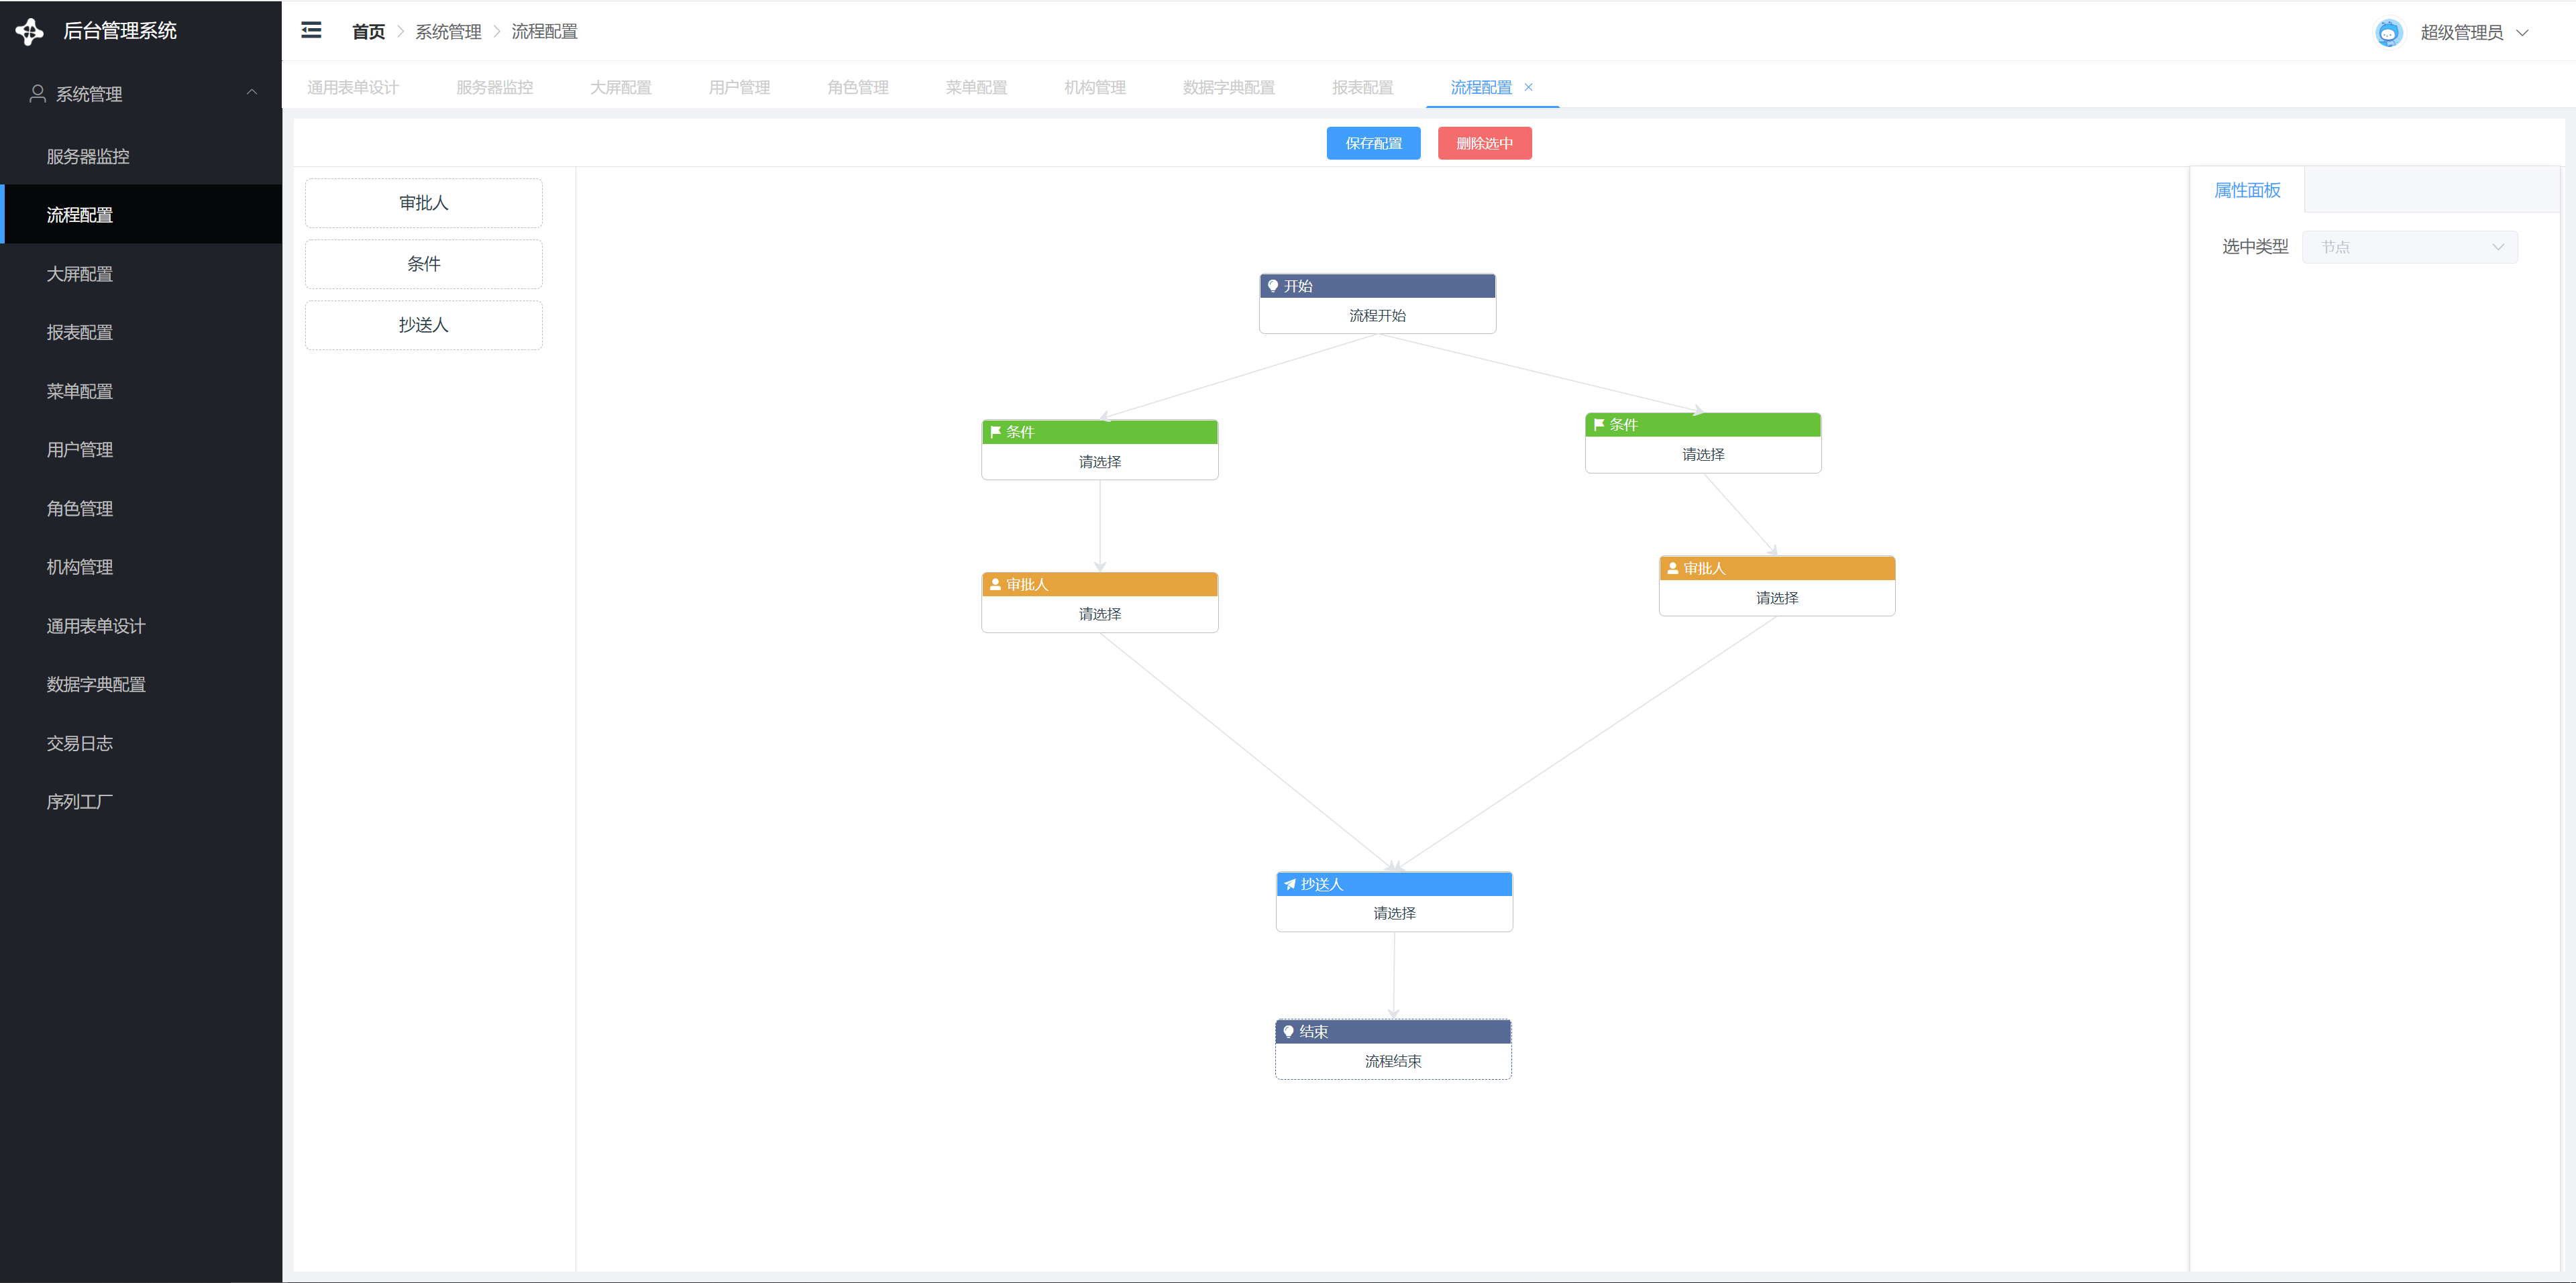 后台管理系统
系统管理
服务器监控
流程配置
大屏配置
报表配置
菜单配置
用户管理
角色管理
机构管理
通用表单设计
数据字典配置
交易日志
序列工厂
首页 > 系统管理 > 流程配置
超级管理员
通用表单设计 服务器监控 大屏配置 用户管理 角色管理 菜单配置 机构管理 数据字典配置 报表配置 流程配置
保存配置 删除选中
审批人
条件
抄送人
开始
流程开始
条件
请选择
条件
请选择
审批人
请选择
审批人
请选择
抄送人
请选择
结束
流程结束
属性面板
选中类型 节点